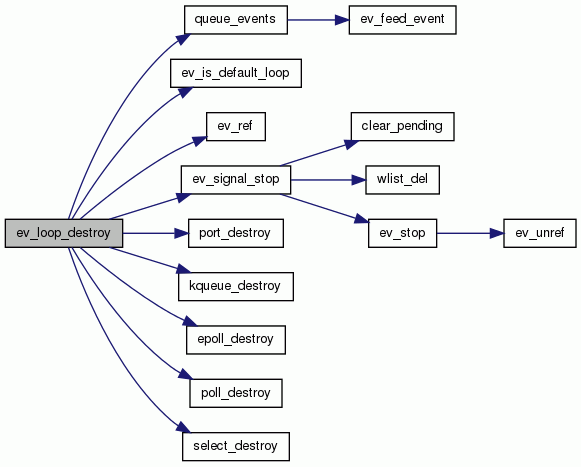 ev_loop_destroy
queue_events
ev_feed_event
ev_is_default_loop
ev_ref
ev_signal_stop
clear_pending
wlist_del
ev_stop
ev_unref
port_destroy
kqueue_destroy
epoll_destroy
poll_destroy
select_destroy